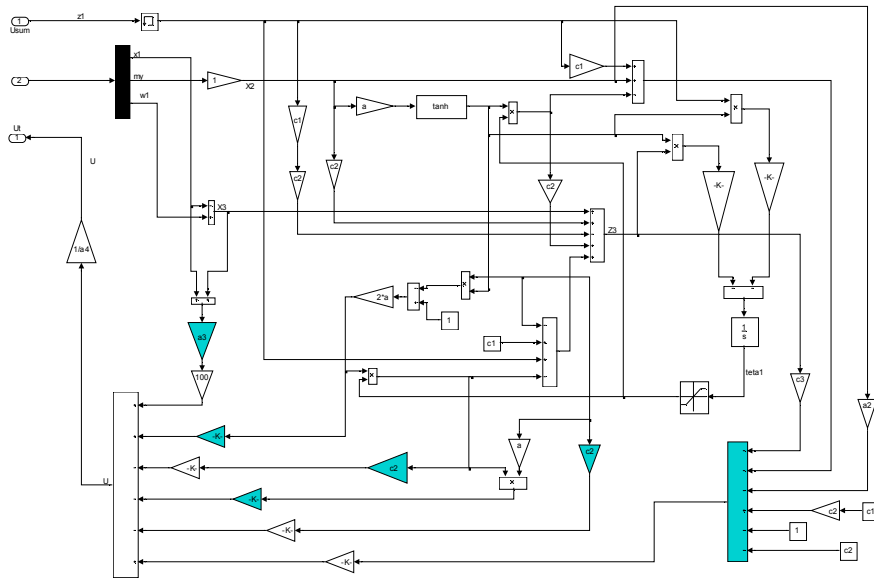 z1
1
Usum
x1
c1
2
my
1
X2
w1
a
tanh
Ut
1
c1
U
c2
c2
c2
-K-
-K-
X3
Z3
1/a4
2*a
1
1
s
c1
a3
teta1
100
c3
a2
-K-
a
c2
-K-
c2
U
-K-
c2
c1
-K-
1
c2
-K-